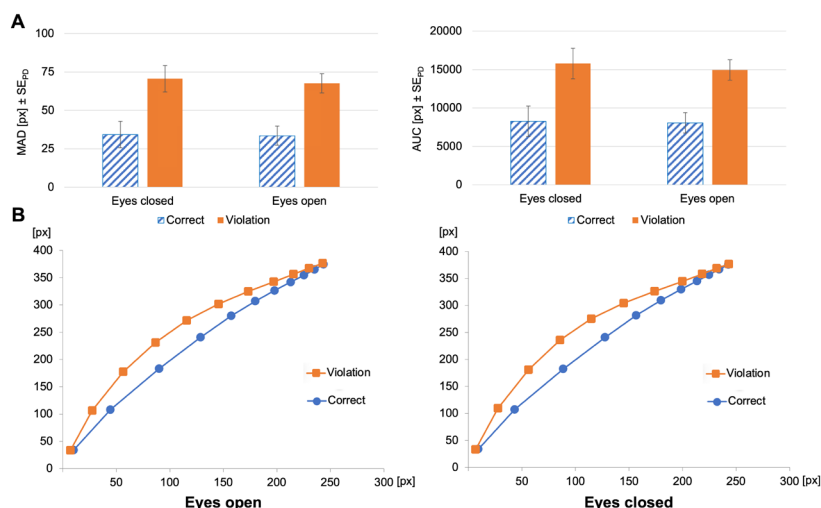 A
MAD [px] ± SEPD
100
75
50
25
0
Eyes closed
Eyes open
Correct
Violation
AUC [px] ± SEPD
20000
15000
10000
5000
0
Eyes closed
Eyes open
Correct
Violation
B
[px]
400
350
300
250
200
150
100
50
0
50
100
150
200
250
300 [px]
Violation
Correct
Eyes open
[px]
400
350
300
250
200
150
100
50
0
50
100
150
200
250
300 [px]
Violation
Correct
Eyes closed